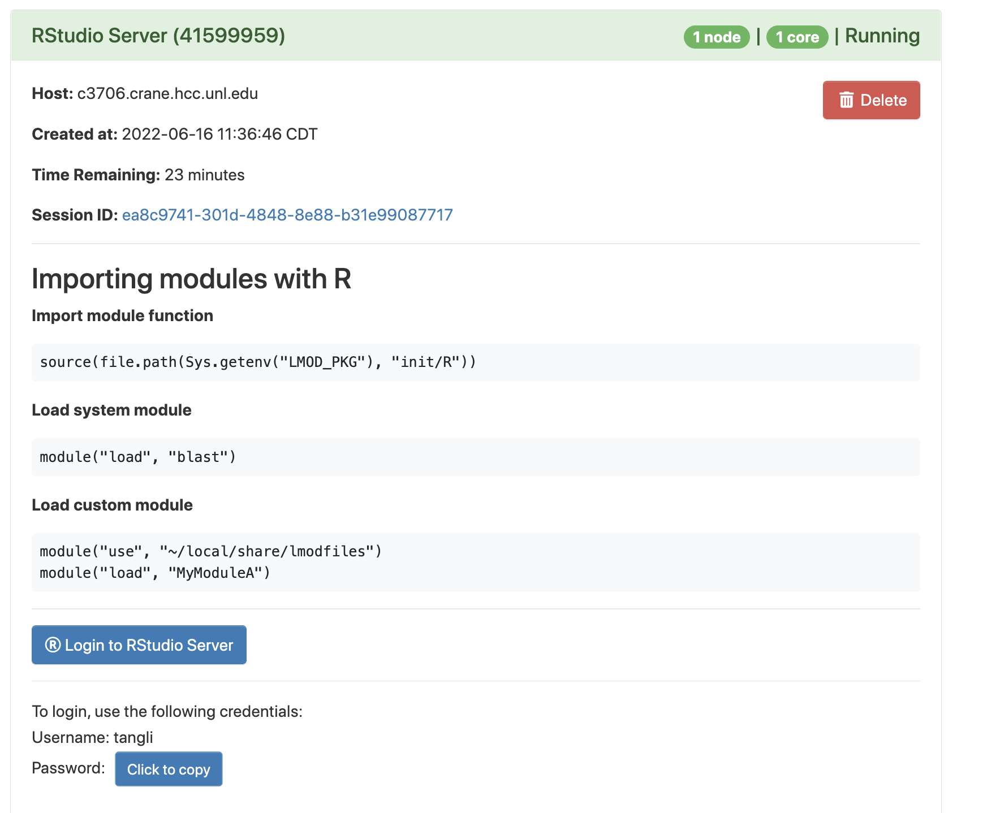 RStudio Server (41599959) 1 node | 1 core | Running
Host: c3706.crane.hcc.unl.edu
Delete
Created at: 2022-06-16 11:36:46 CDT
Time Remaining: 23 minutes
Session ID: ea8c9741-301d-4848-8e88-b31e99087717
Importing modules with R
Import module function
source(file.path(Sys.getenv("LMOD_PKG"), "init/R"))
Load system module
module("load", "blast")
Load custom module
module("use", "~/local/share/lmodfiles")
module("load", "MyModuleA")
® Login to RStudio Server
To login, use the following credentials:
Username: tangli
Password: Click to copy